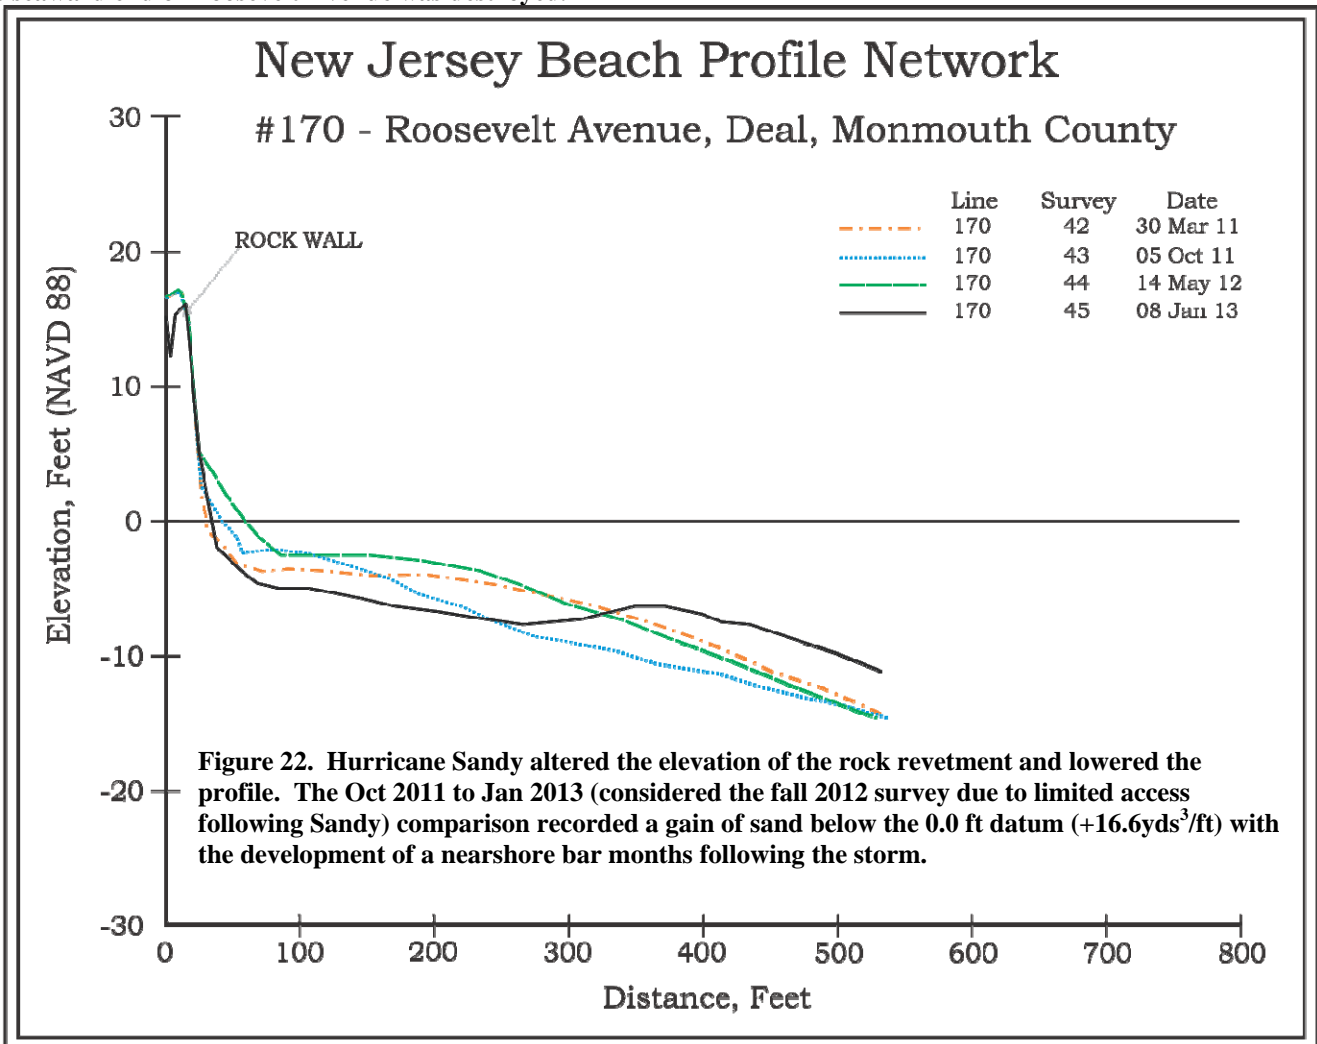 New Jersey Beach Profile Network
#170 - Roosevelt Avenue, Deal, Monmouth County
Line Survey Date
170 42 30 Mar 11
170 43 05 Oct 11
170 44 14 May 12
170 45 08 Jan 13
ROCK WALL
30
20
10
0
-10
-20
-30
Elevation, Feet (NAVD 88)
Figure 22. Hurricane Sandy altered the elevation of the rock revetment and lowered the
profile. The Oct 2011 to Jan 2013 (considered the fall 2012 survey due to limited access
following Sandy) comparison recorded a gain of sand below the 0.0 ft datum (+16.6yds³/ft) with
the development of a nearshore bar months following the storm.
0 100 200 300 400 500 600 700 800
Distance, Feet